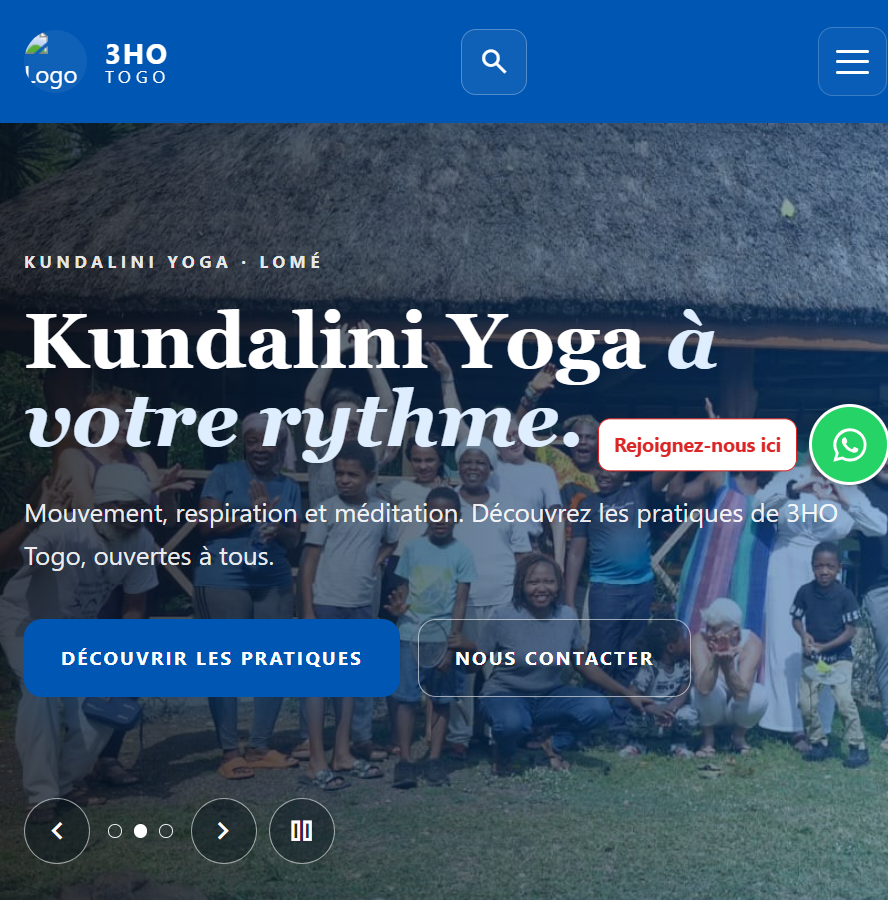 Logo
3HO
TOGO
KUNDALINI YOGA · LOMÉ
Kundalini Yoga à
votre rythme.
Rejoignez-nous ici
Mouvement, respiration et méditation. Découvrez les pratiques de 3HO
Togo, ouvertes à tous.
DÉCOUVRIR LES PRATIQUES
NOUS CONTACTER